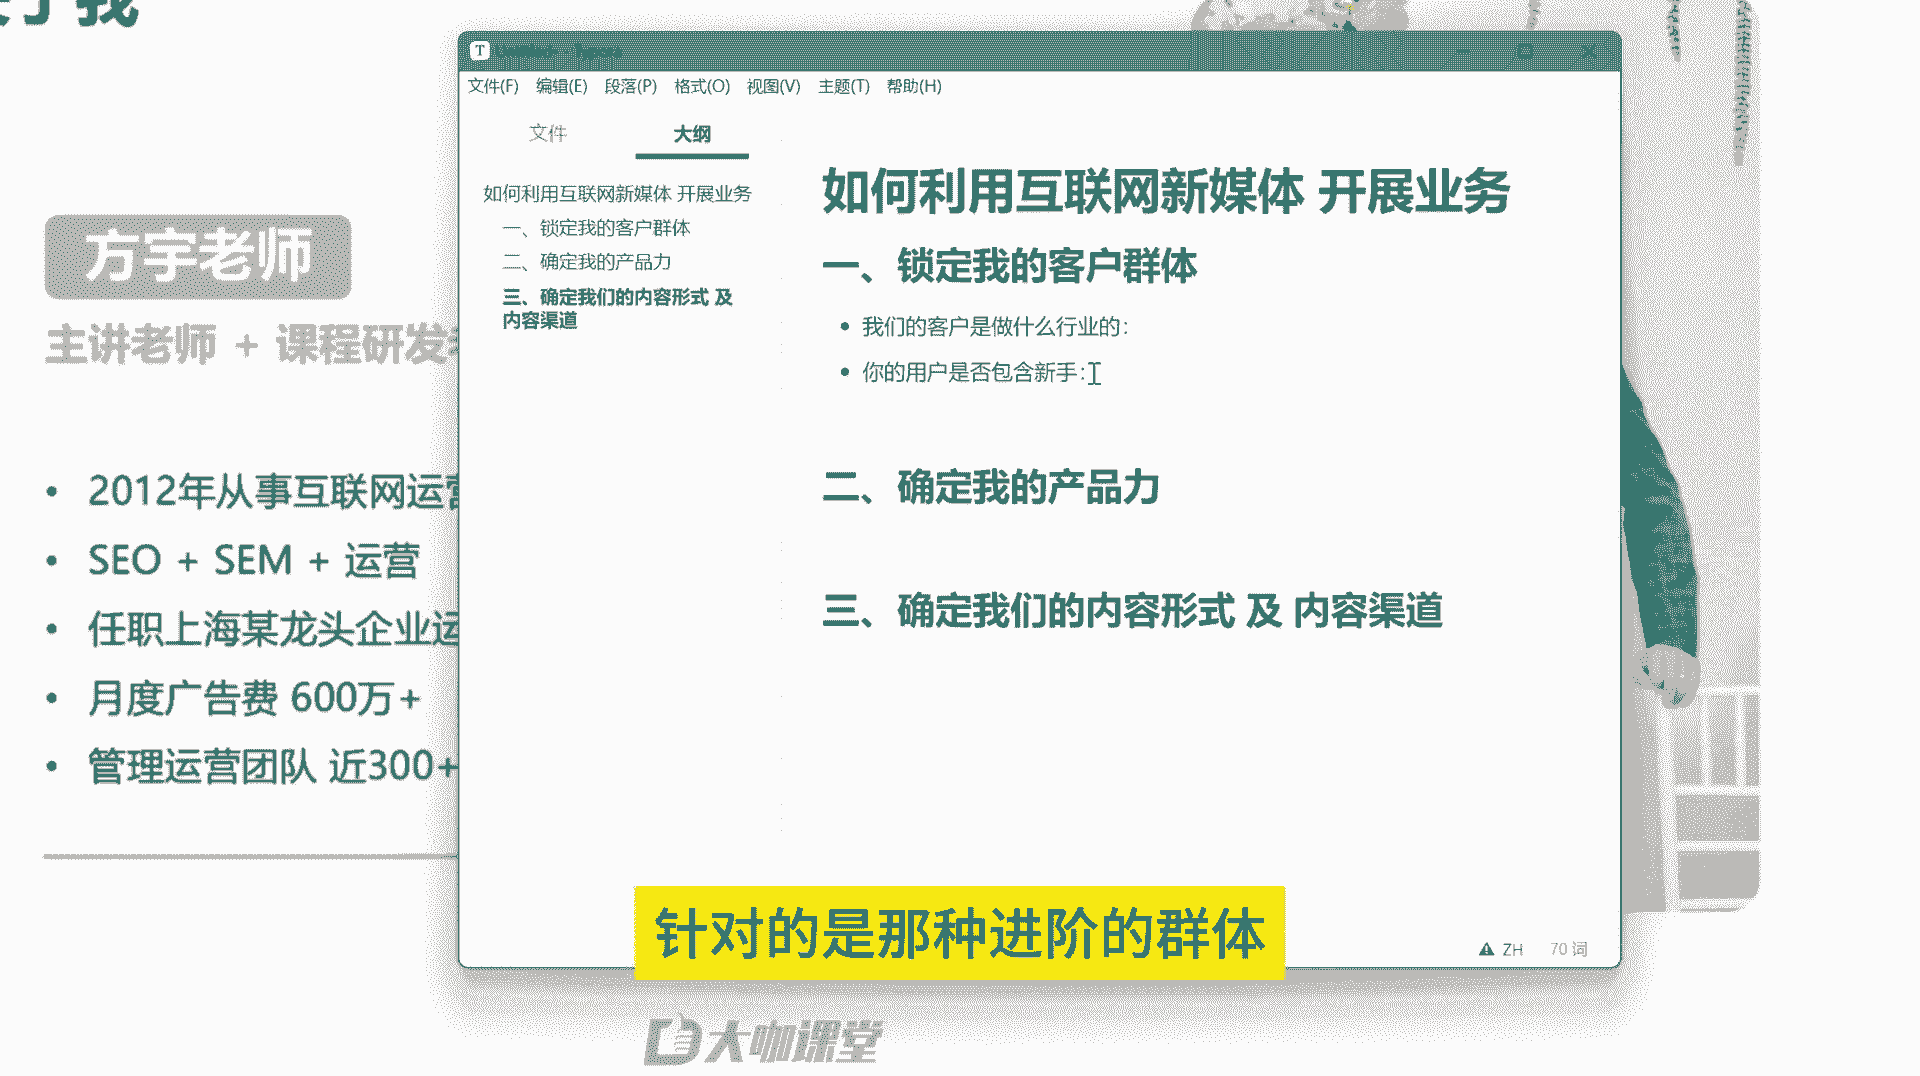 方宇老师
主讲老师 + 课程研发
2012年从事互联网运营
SEO + SEM + 运营
任职上海某龙头企业运
月度广告费 600万+
管理运营团队 近300+
T
文件(F) 编辑(E) 段落(P) 格式(O) 视图(V) 主题(T) 帮助(H)
文件 大纲
如何利用互联网新媒体 开展业务
一、锁定我的客户群体
二、确定我的产品力
三、确定我们的内容形式 及
内容渠道
如何利用互联网新媒体 开展业务
一、锁定我的客户群体
我们的客户是做什么行业的:
你的用户是否包含新手:
二、确定我的产品力
三、确定我们的内容形式 及 内容渠道
ZH 70 词
针对的是那种进阶的群体
大咖课堂